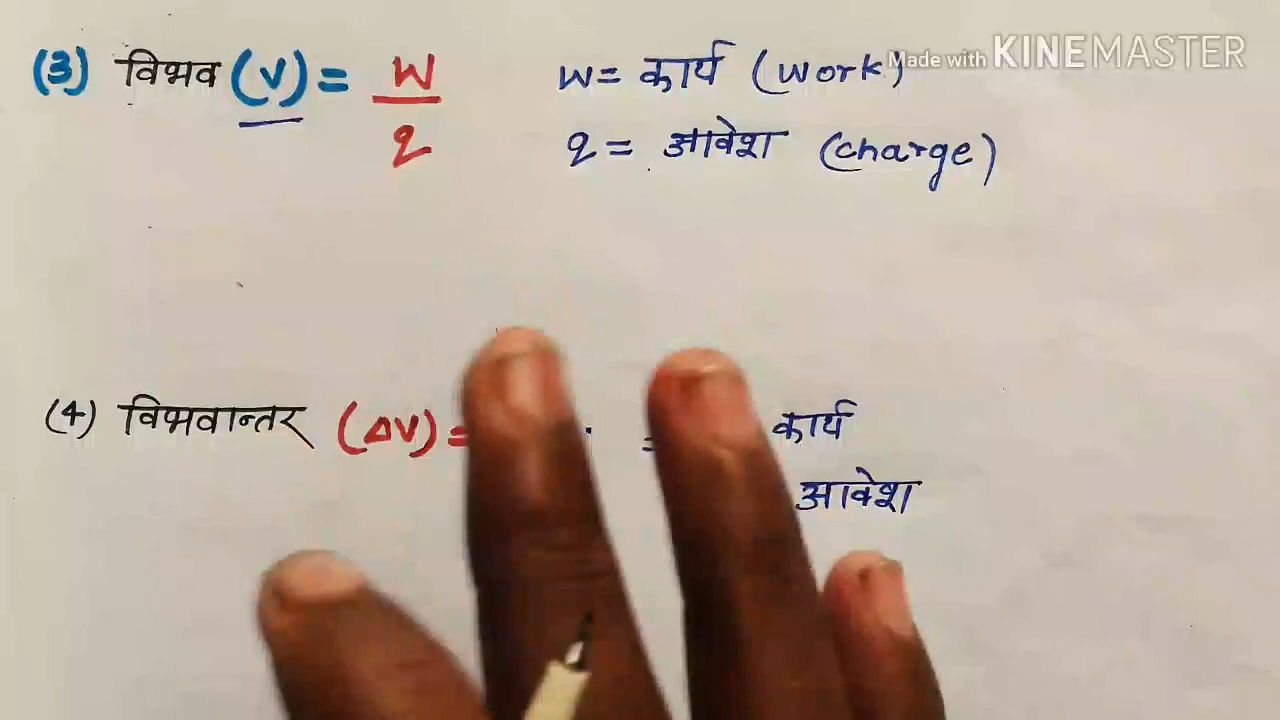 (3) विभव (V) = W/q W = कार्य (work)
q = आवेश (charge)
(4) विभवान्तर (ΔV) = = कार्य
आवेश
Made with KINEMASTER